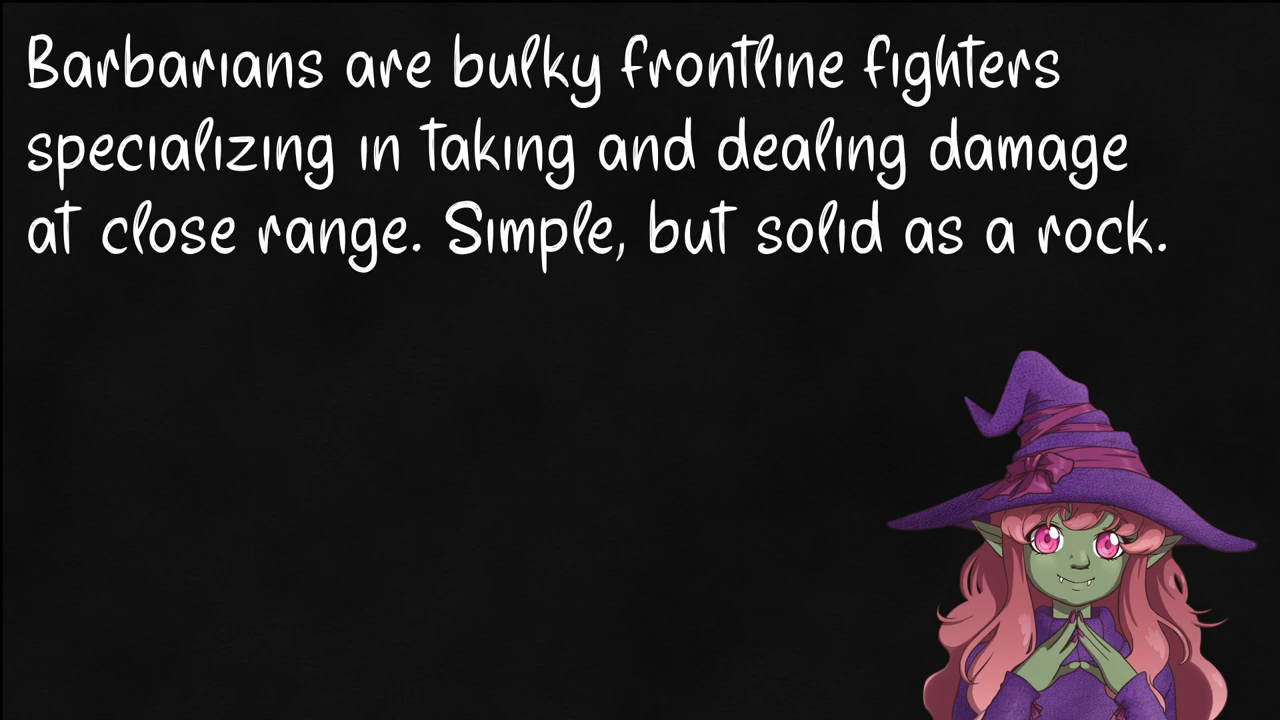 Barbarians are bulky frontline fighters
specializing in taking and dealing damage
at close range. Simple, but solid as a rock.